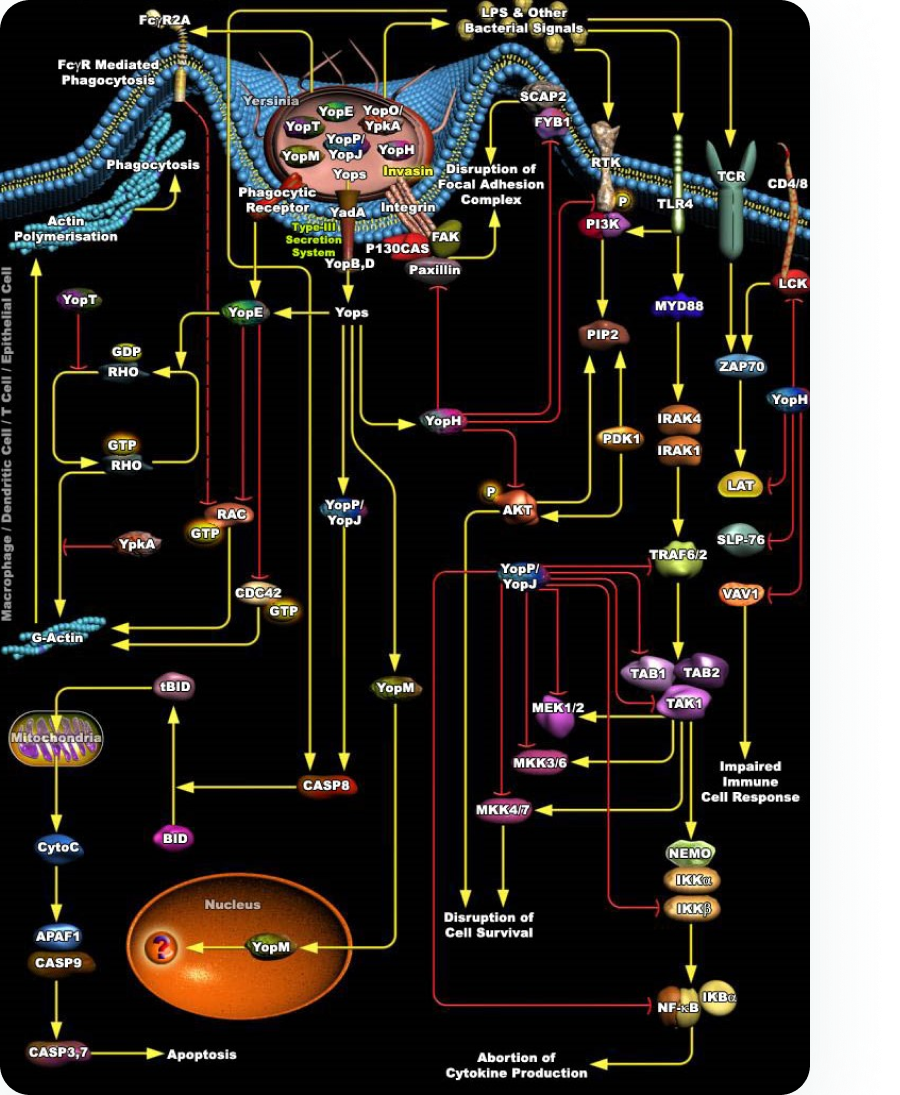 FcγR2A
LPS & Other
Bacterial Signals
FcγR Mediated
Phagocytosis
Yersinia
YopE
YopO/
YpkA
YopT
YopP/
YopJ
YopM
YopH
Yops
Invasin
SCAP2
FYB1
Phagocytosis
Phagocytic
Receptor
YadA
Integrin
Disruption of
Focal Adhesion
Complex
RTK
P
PI3K
TLR4
TCR
CD4/8
Actin
Polymerisation
Type-III
Secretion
System
P130CAS
FAK
YopB,D
Paxillin
LCK
YopT
YopE
Yops
MYD88
PIP2
GDP
RHO
ZAP70
YopH
YopH
IRAK4
IRAK1
PDK1
GTP
RHO
LAT
P
AKT
RAC
GTP
YopP/
YopJ
YpkA
SLP-76
TRAF6/2
YopP/
YopJ
VAV1
CDC42
GTP
G-Actin
TAB1
TAB2
TAK1
tBID
YopM
MEK1/2
Mitochondria
MKK3/6
Impaired
Immune
Cell Response
CASP8
MKK4/7
BID
CytoC
NEMO
IKKα
IKKβ
Nucleus
Disruption of
Cell Survival
APAF1
CASP9
?
YopM
NF-κB
IKBα
CASP3,7
Apoptosis
Abortion of
Cytokine Production
Macrophage / Dendritic Cell / T Cell / Epithelial Cell